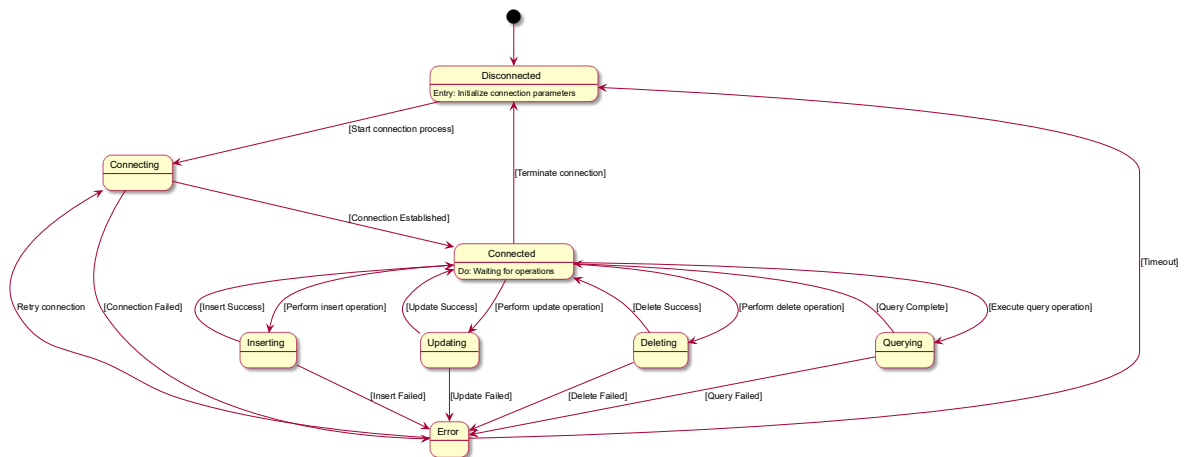 Disconnected
Entry: Initialize connection parameters
[Start connection process]
Connecting
[Terminate connection]
[Connection Established]
Connected
Do: Waiting for operations
[Timeout]
Retry connection
[Connection Failed]
[Insert Success]
[Perform insert operation]
[Update Success]
[Perform update operation]
[Delete Success]
[Perform delete operation]
[Query Complete]
[Execute query operation]
Inserting
Updating
Deleting
Querying
[Insert Failed]
[Update Failed]
[Delete Failed]
[Query Failed]
Error